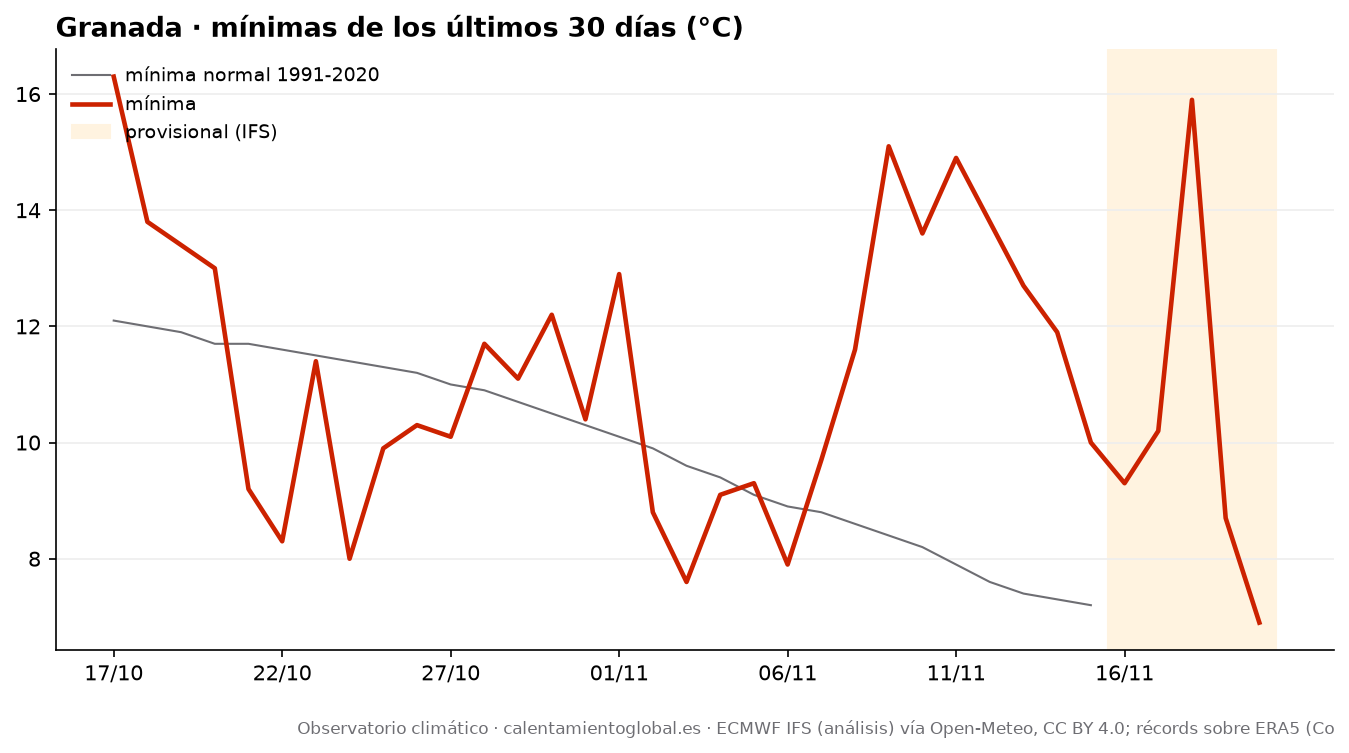 Granada · mínimas de los últimos 30 días (°C)
mínima normal 1991-2020
mínima
provisional (IFS)
16
14
12
10
8
17/10
22/10
27/10
01/11
06/11
11/11
16/11
Observatorio climático · calentamientoglobal.es · ECMWF IFS (análisis) vía Open-Meteo, CC BY 4.0; récords sobre ERA5 (Co